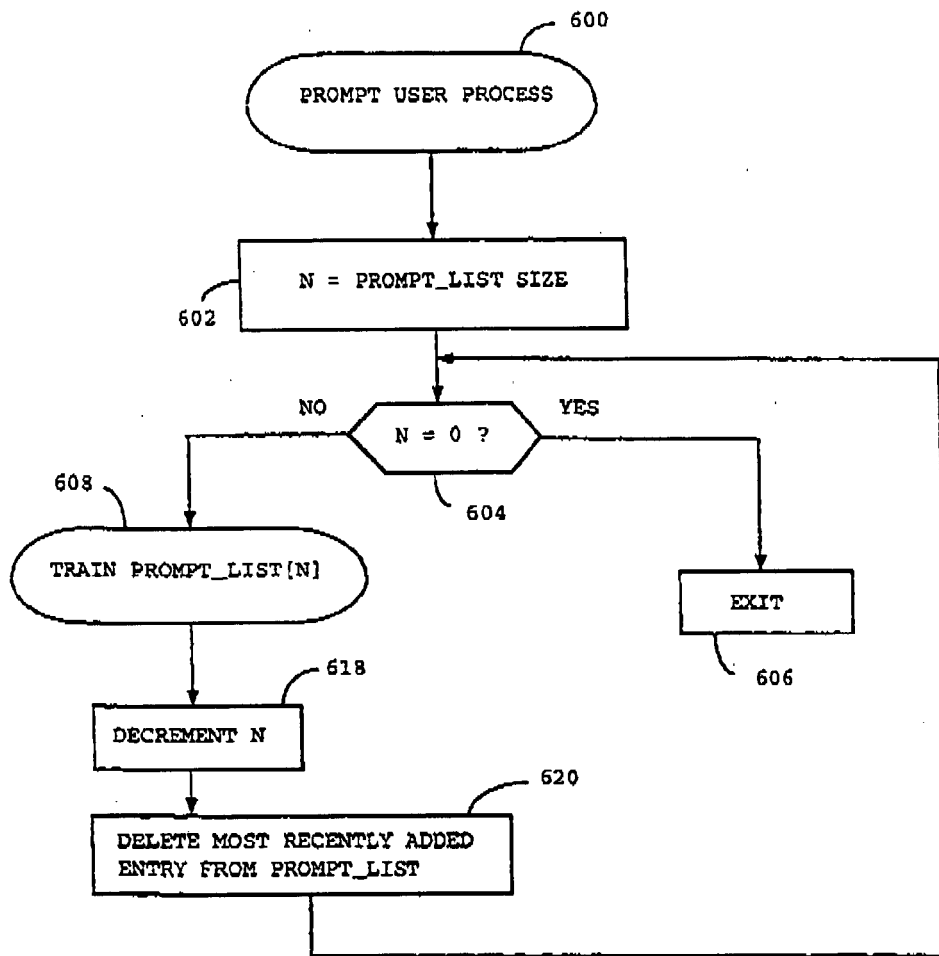 600
PROMPT USER PROCESS
N = PROMPT_LIST SIZE
602
NO
YES
N = 0 ?
604
608
TRAIN PROMPT_LIST[N]
EXIT
606
618
DECREMENT N
620
DELETE MOST RECENTLY ADDED
ENTRY FROM PROMPT_LIST